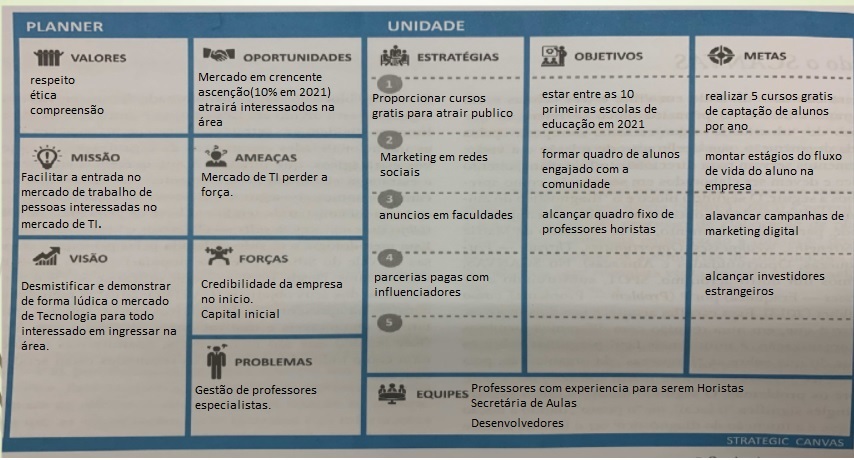 PLANNER
UNIDADE
VALORES
respeito
ética
compreensão
MISSÃO
Facilitar a entrada no
mercado de trabalho de
pessoas interessadas no
mercado de TI.
VISÃO
Desmistificar e demonstrar
de forma lúdica o mercado
de Tecnologia para todo
interessado em ingressar na
área.
OPORTUNIDADES
Mercado em crencente
ascenção(10% em 2021)
atrairá interessaodos na
área
AMEAÇAS
Mercado de TI perder a
força.
FORÇAS
Credibilidade da empresa
no inicio.
Capital inicial
PROBLEMAS
Gestão de professores
especialistas.
ESTRATÉGIAS
1
Proporcionar cursos
gratis para atrair publico
2
Marketing em redes
sociais
3
anuncios em faculdades
4
parcerias pagas com
influenciadores
5
OBJETIVOS
estar entre as 10
primeiras escolas de
educação em 2021
formar quadro de alunos
engajado com a
comunidade
alcançar quadro fixo de
professores horistas
METAS
realizar 5 cursos gratis
de captação de alunos
por ano
montar estágios do fluxo
de vida do aluno na
empresa
alavancar campanhas de
marketing digital
alcançar investidores
estrangeiros
EQUIPES
Professores com experiencia para serem Horistas
Secretária de Aulas
Desenvolvedores
STRATEGIC CANVAS